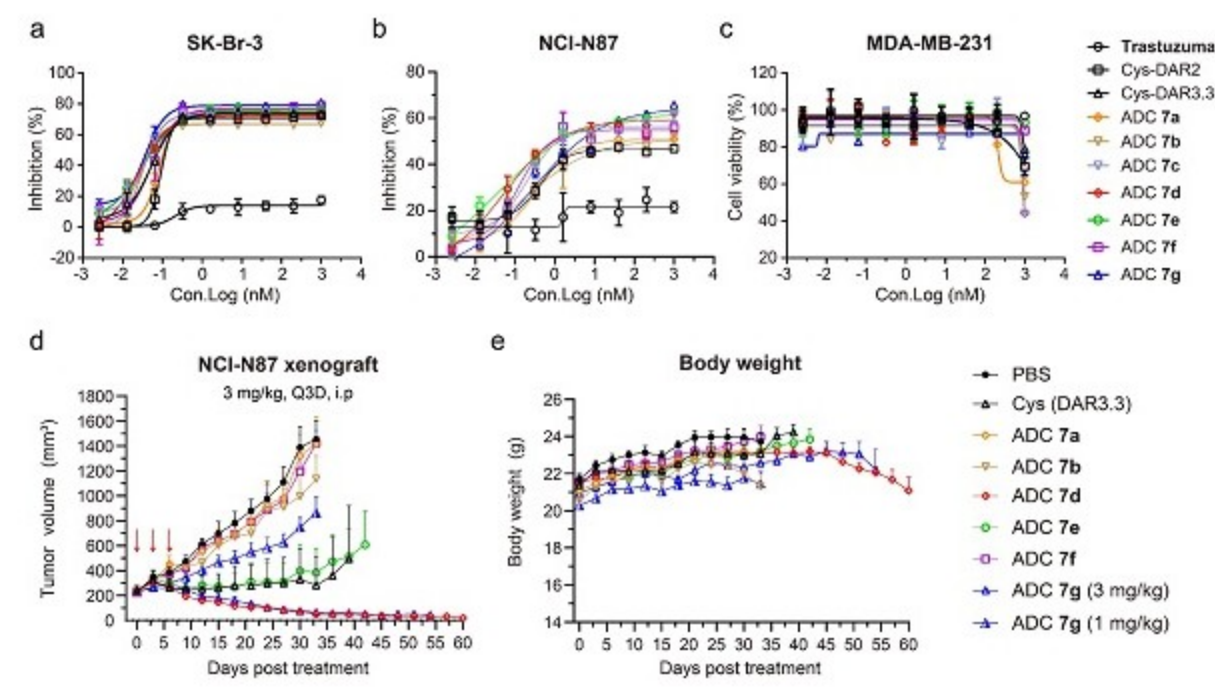 a
SK-Br-3
Inhibition (%)
100
80
60
40
20
0
-20
-3 -2 -1 0 1 2 3 4
Con.Log (nM)
b
NCI-N87
Inhibition (%)
80
60
40
20
0
-3 -2 -1 0 1 2 3 4
Con.Log (nM)
c
MDA-MB-231
Cell viability (%)
120
100
80
60
40
20
-3 -2 -1 0 1 2 3 4
Con.Log (nM)
Trastuzuma
Cys-DAR2
Cys-DAR3.3
ADC 7a
ADC 7b
ADC 7c
ADC 7d
ADC 7e
ADC 7f
ADC 7g
d
NCI-N87 xenograft
3 mg/kg, Q3D, i.p
Tumor volume (mm³)
1800
1600
1400
1200
1000
800
600
400
200
0
0 5 10 15 20 25 30 35 40 45 50 55 60
Days post treatment
e
Body weight
Body weight (g)
26
24
22
20
18
16
14
0 5 10 15 20 25 30 35 40 45 50 55 60
Days post treatment
PBS
Cys (DAR3.3)
ADC 7a
ADC 7b
ADC 7d
ADC 7e
ADC 7f
ADC 7g (3 mg/kg)
ADC 7g (1 mg/kg)